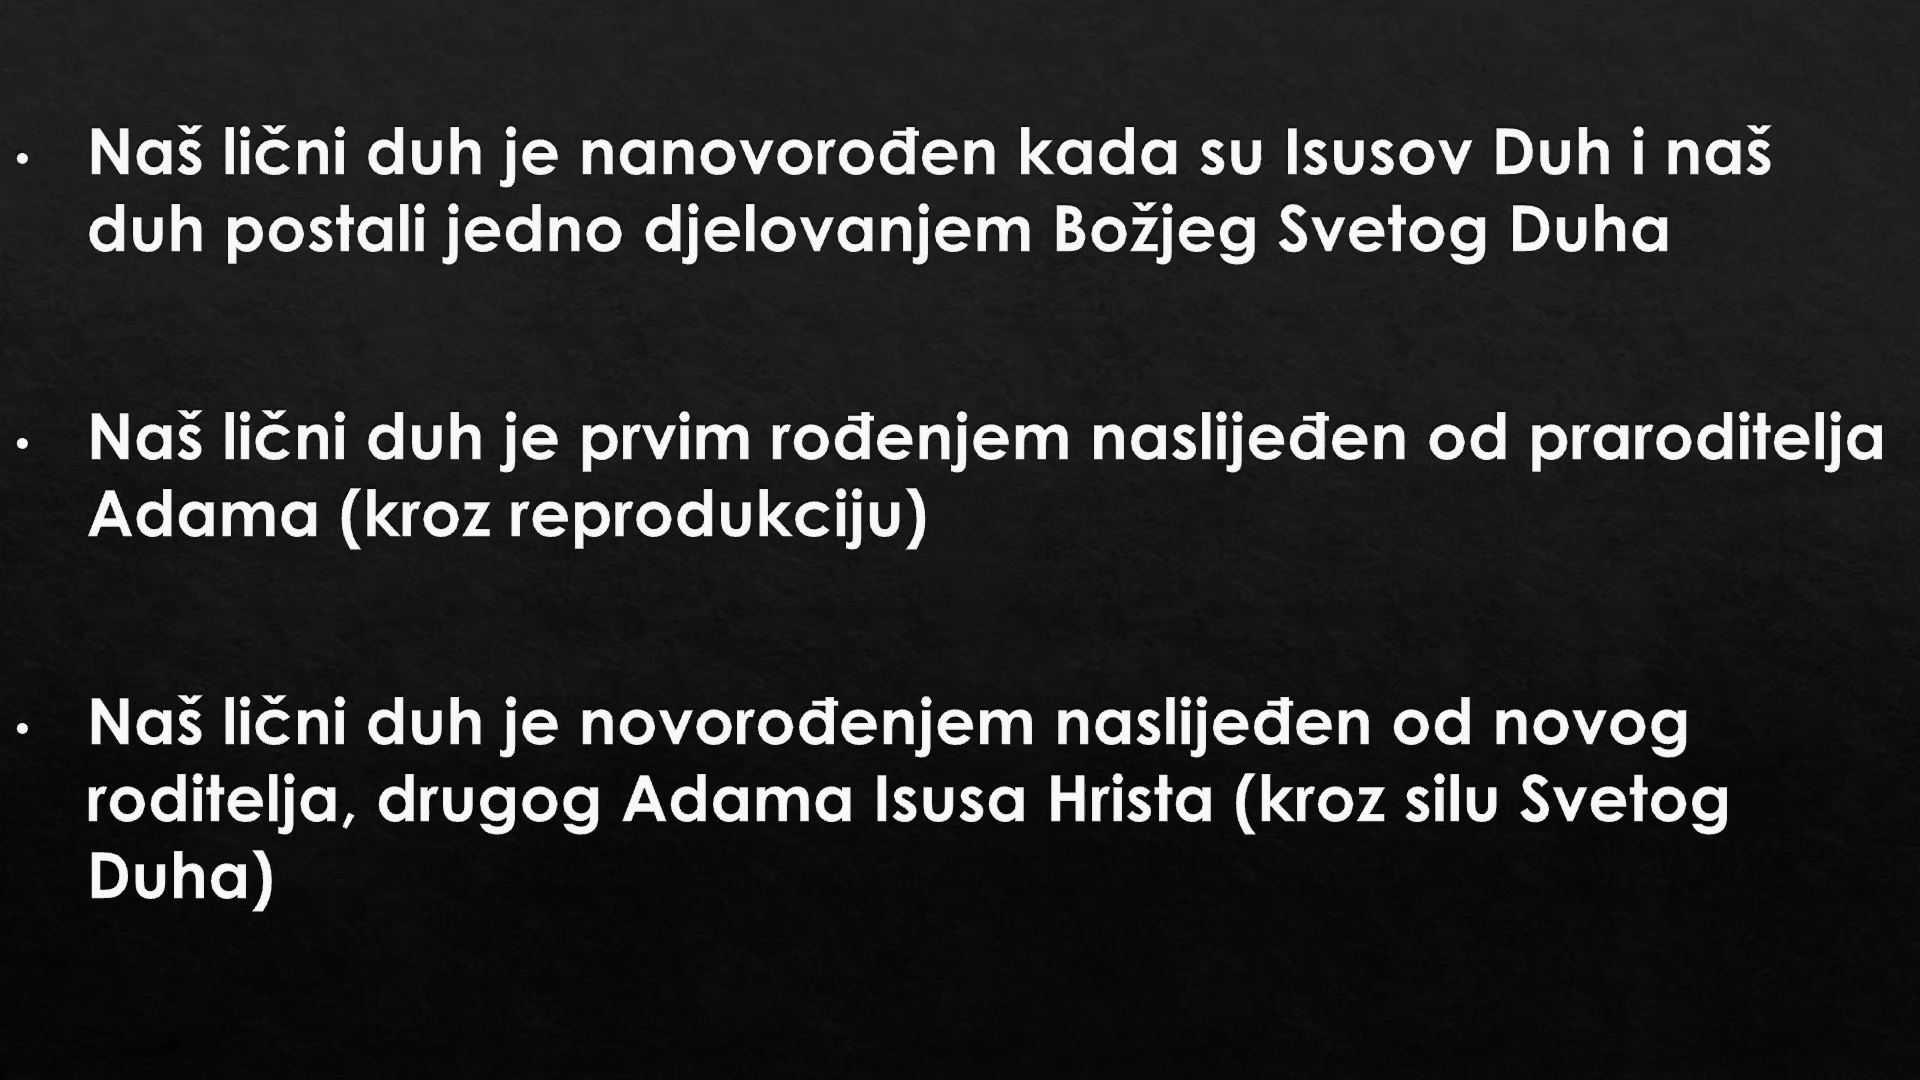 • Naš lični duh je nanovorođen kada su Isusov Duh i naš
duh postali jedno djelovanjem Božjeg Svetog Duha
• Naš lični duh je prvim rođenjem naslijeđen od praroditelja
Adama (kroz reprodukciju)
• Naš lični duh je novorođenjem naslijeđen od novog
roditelja, drugog Adama Isusa Hrista (kroz silu Svetog
Duha)